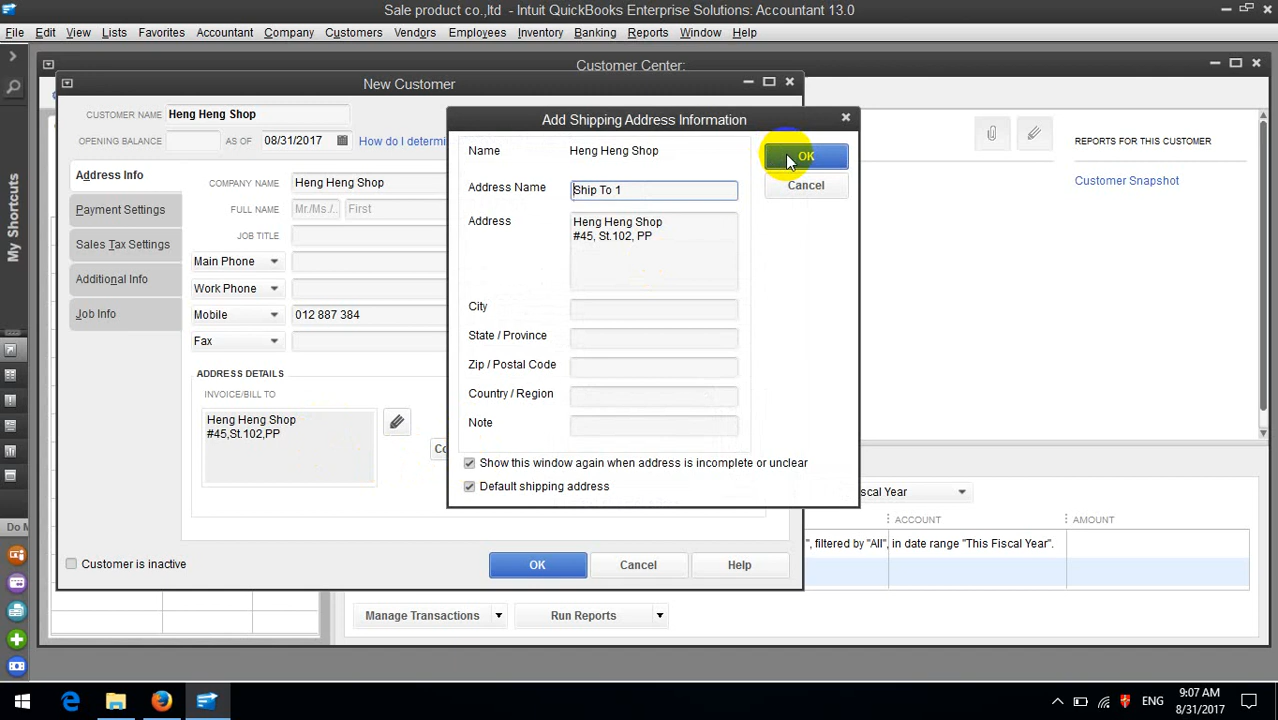 Sale product co.,ltd - Intuit QuickBooks Enterprise Solutions: Accountant 13.0
File Edit View Lists Favorites Accountant Company Customers Vendors Employees Inventory Banking Reports Window Help
Customer Center:
New Customer
CUSTOMER NAME Heng Heng Shop
OPENING BALANCE AS OF 08/31/2017 How do I determi
Address Info
Payment Settings
Sales Tax Settings
Additional Info
Job Info
COMPANY NAME Heng Heng Shop
FULL NAME Mr./Ms./.. First
JOB TITLE
Main Phone
Work Phone
Mobile 012 887 384
Fax
ADDRESS DETAILS
INVOICE/BILL TO
Heng Heng Shop
#45,St.102,PP
Co
Customer is inactive
OK Cancel Help
Add Shipping Address Information
Name Heng Heng Shop
Address Name Ship To 1
Address Heng Heng Shop
#45, St.102, PP
City
State / Province
Zip / Postal Code
Country / Region
Note
Show this window again when address is incomplete or unclear
Default shipping address
OK
Cancel
REPORTS FOR THIS CUSTOMER
Customer Snapshot
scal Year
ACCOUNT AMOUNT
", filtered by "All", in date range "This Fiscal Year".
Manage Transactions Run Reports
My Shortcuts
Do M
ENG
9:07 AM
8/31/2017